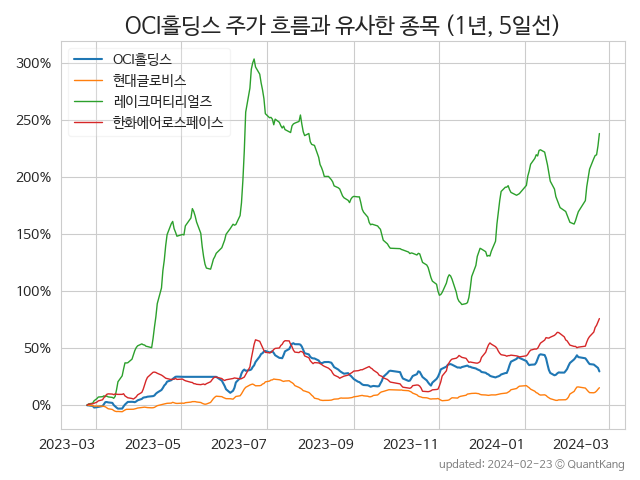 OCI홀딩스 주가 흐름과 유사한 종목 (1년, 5일선)
OCI홀딩스
현대글로비스
레이크머티리얼즈
한화에어로스페이스
300%
250%
200%
150%
100%
50%
0%
2023-03 2023-05 2023-07 2023-09 2023-11 2024-01 2024-03
updated: 2024-02-23 © QuantKang